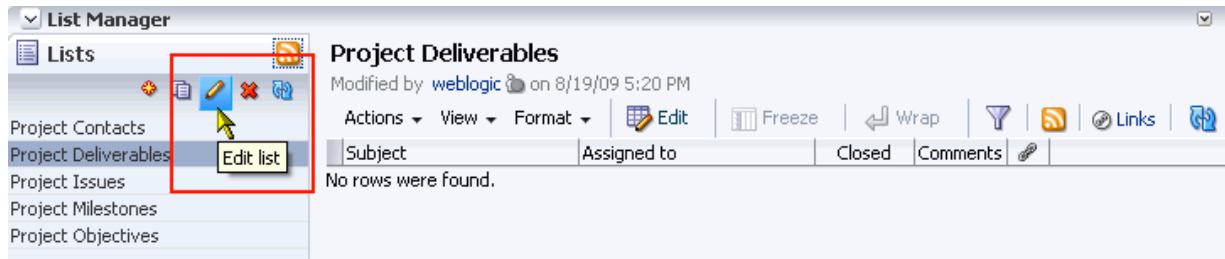 List Manager
Lists
Project Contacts
Project Deliverables
Edit list
Project Issues
Project Milestones
Project Objectives
Project Deliverables
Modified by weblogic on 8/19/09 5:20 PM
Actions View Format Edit Freeze Wrap Links
Subject Assigned to Closed Comments
No rows were found.